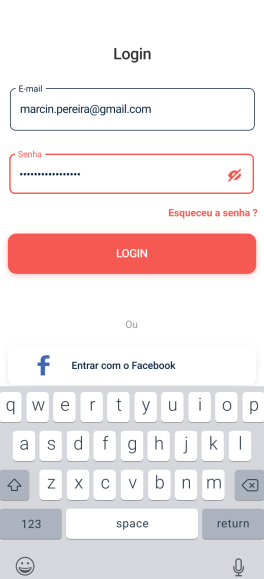 Login
E-mail
marcin.pereira@gmail.com
Senha
•••••••••••••••••
Esqueceu a senha ?
LOGIN
Ou
f Entrar com o Facebook
q w e r t y u i o p
a s d f g h j k l
z x c v b n m
123 space return